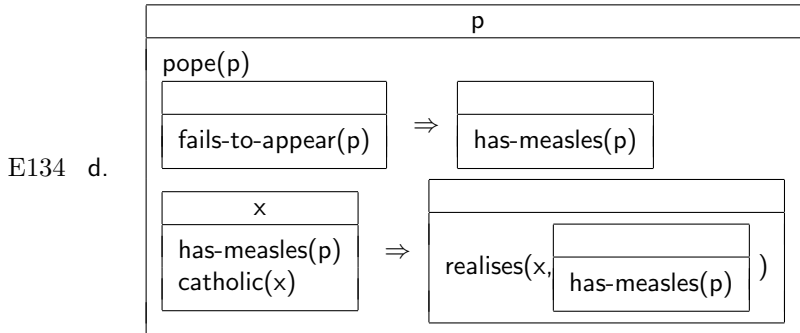 p
pope(p)
fails-to-appear(p) ⇒ has-measles(p)
E134 d.
x
has-measles(p)
catholic(x)
⇒
realises(x, has-measles(p) )